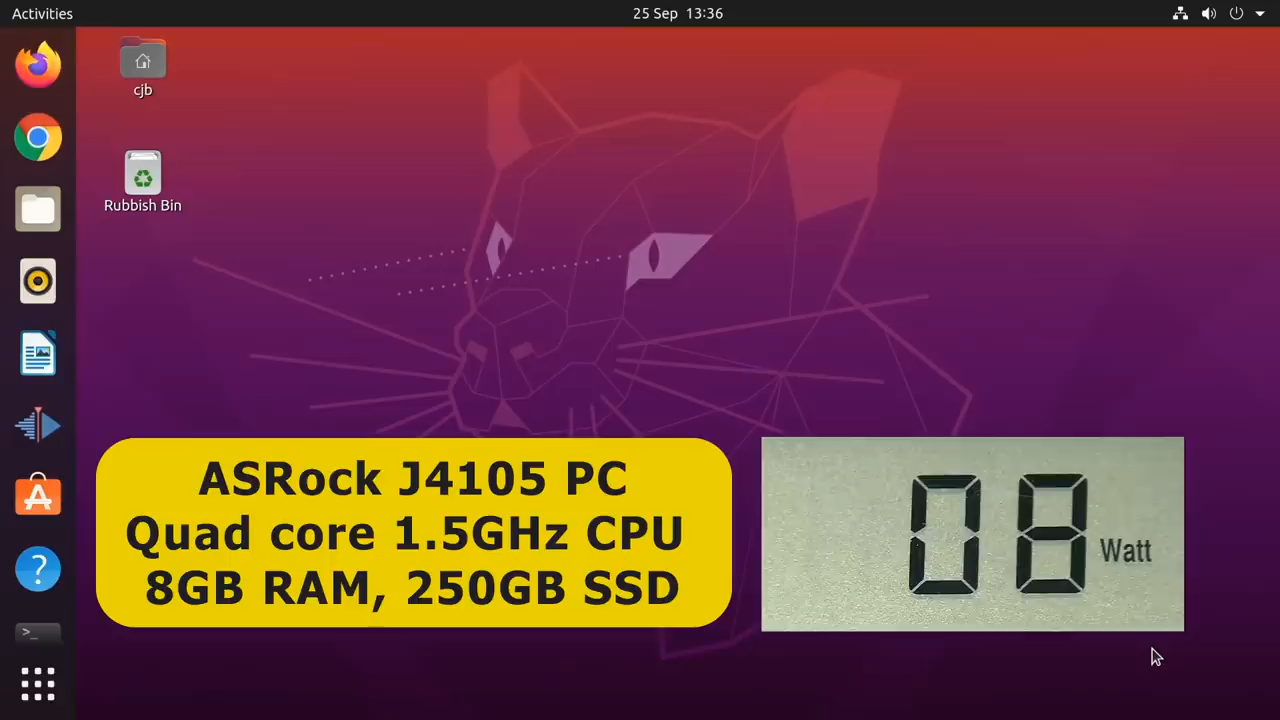 Activities
25 Sep 13:36
cjb
Rubbish Bin
ASRock J4105 PC
Quad core 1.5GHz CPU
8GB RAM, 250GB SSD
08 Watt
?
>_